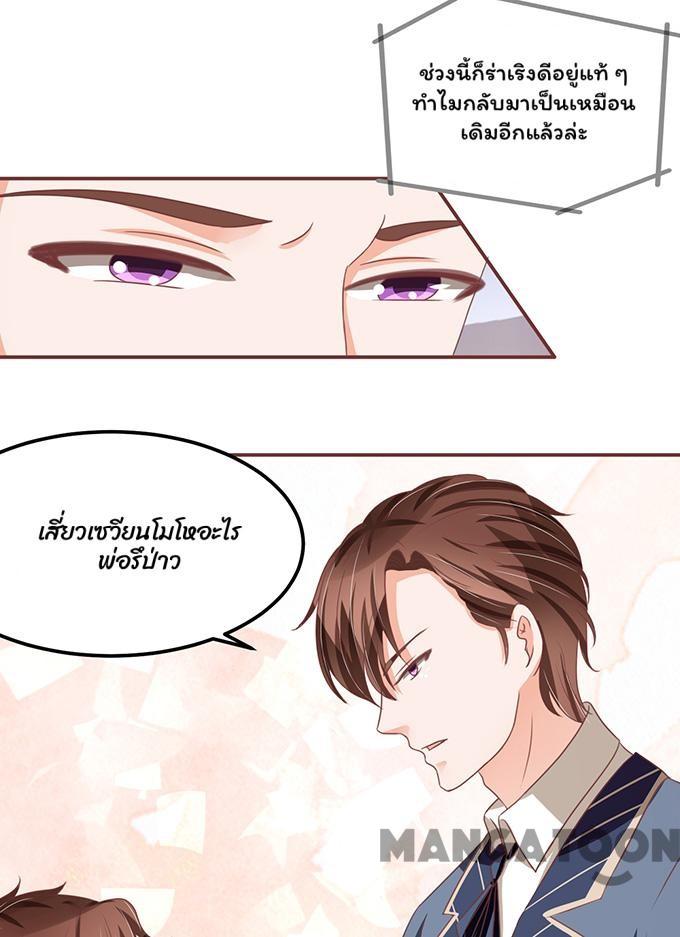 ช่วงนี้ก็ร่าเริงดีอยู่แท้ ๆ
ทำไมกลับมาเป็นเหมือน
เดิมอีกแล้วล่ะ
เสี่ยวเซวียนโมโหอะไร
พ่อรึป่าว
MANGATOON